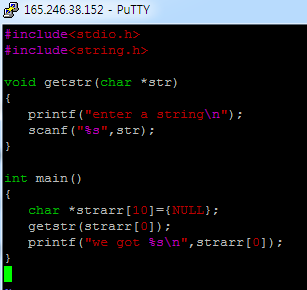 165.246.38.152 - PuTTY
#include<stdio.h>
#include<string.h>
void getstr(char *str)
{
printf("enter a string\n");
scanf("%s",str);
}
int main()
{
char *strarr[10]={NULL};
getstr(strarr[0]);
printf("we got %s\n",strarr[0]);
}